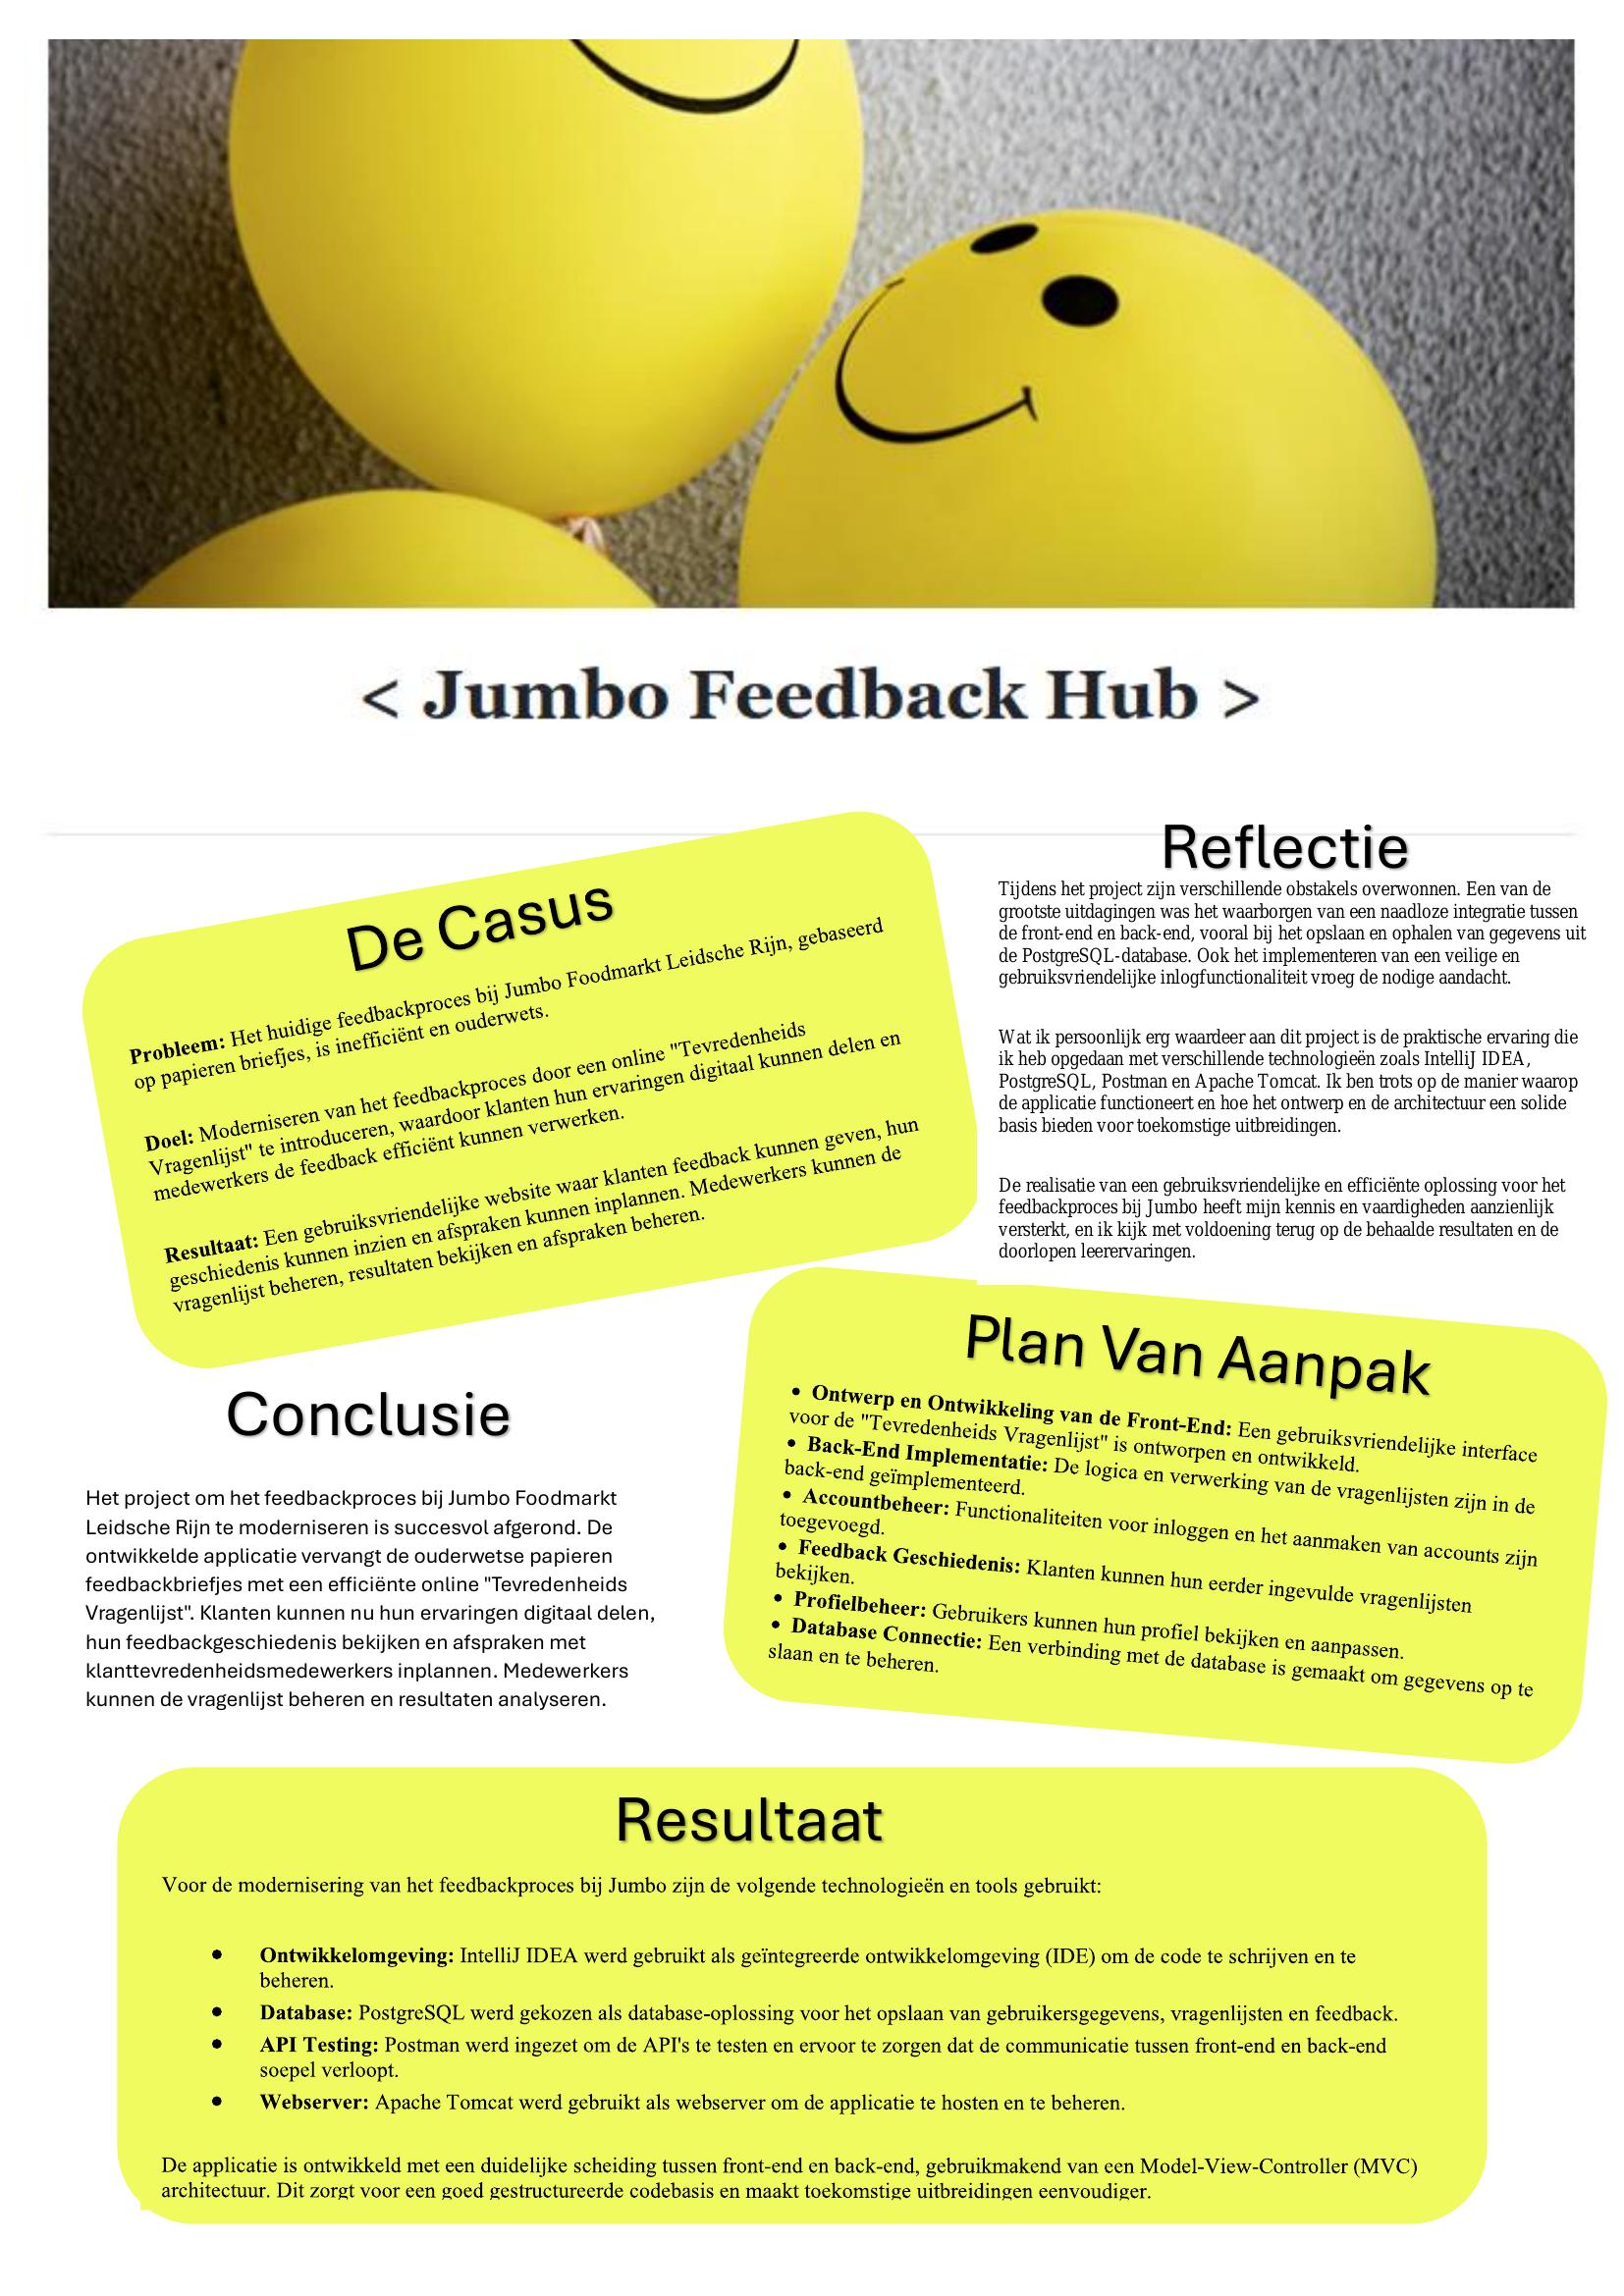 < Jumbo Feedback Hub >
De Casus
Probleem: Het huidige feedbackproces bij Jumbo Foodmarkt Leidsche Rijn, gebaseerd
op papieren briefjes, is inefficiënt en ouderwets.
Doel: Moderniseren van het feedbackproces door een online "Tevredenheids
Vragenlijst" te introduceren, waardoor klanten hun ervaringen digitaal kunnen delen en
medewerkers de feedback efficiënt kunnen verwerken.
Resultaat: Een gebruiksvriendelijke website waar klanten feedback kunnen geven, hun
geschiedenis kunnen inzien en afspraken kunnen inplannen. Medewerkers kunnen de
vragenlijst beheren, resultaten bekijken en afspraken beheren.
Reflectie
Tijdens het project zijn verschillende obstakels overwonnen. Een van de
grootste uitdagingen was het waarborgen van een naadloze integratie tussen
de front-end en back-end, vooral bij het opslaan en ophalen van gegevens uit
de PostgreSQL-database. Ook het implementeren van een veilige en
gebruiksvriendelijke inlogfunctionaliteit vroeg de nodige aandacht.
Wat ik persoonlijk erg waardeer aan dit project is de praktische ervaring die
ik heb opgedaan met verschillende technologieën zoals IntelliJ IDEA,
PostgreSQL, Postman en Apache Tomcat. Ik ben trots op de manier waarop
de applicatie functioneert en hoe het ontwerp en de architectuur een solide
basis bieden voor toekomstige uitbreidingen.
De realisatie van een gebruiksvriendelijke en efficiënte oplossing voor het
feedbackproces bij Jumbo heeft mijn kennis en vaardigheden aanzienlijk
versterkt, en ik kijk met voldoening terug op de behaalde resultaten en de
doorlopen leerervaringen.
Conclusie
Het project om het feedbackproces bij Jumbo Foodmarkt
Leidsche Rijn te moderniseren is succesvol afgerond. De
ontwikkelde applicatie vervangt de ouderwetse papieren
feedbackbriefjes met een efficiënte online "Tevredenheids
Vragenlijst". Klanten kunnen nu hun ervaringen digitaal delen,
hun feedbackgeschiedenis bekijken en afspraken met
klanttevredenheidsmedewerkers inplannen. Medewerkers
kunnen de vragenlijst beheren en resultaten analyseren.
Plan Van Aanpak
• Ontwerp en Ontwikkeling van de Front-End: Een gebruiksvriendelijke interface
voor de "Tevredenheids Vragenlijst" is ontworpen en ontwikkeld.
• Back-End Implementatie: De logica en verwerking van de vragenlijsten zijn in de
back-end geïmplementeerd.
• Accountbeheer: Functionaliteiten voor inloggen en het aanmaken van accounts zijn
toegevoegd.
• Feedback Geschiedenis: Klanten kunnen hun eerder ingevulde vragenlijsten
bekijken.
• Profielbeheer: Gebruikers kunnen hun profiel bekijken en aanpassen.
• Database Connectie: Een verbinding met de database is gemaakt om gegevens op te
slaan en te beheren.
Resultaat
Voor de modernisering van het feedbackproces bij Jumbo zijn de volgende technologieën en tools gebruikt:
• Ontwikkelomgeving: IntelliJ IDEA werd gebruikt als geïntegreerde ontwikkelomgeving (IDE) om de code te schrijven en te
beheren.
• Database: PostgreSQL werd gekozen als database-oplossing voor het opslaan van gebruikersgegevens, vragenlijsten en feedback.
• API Testing: Postman werd ingezet om de API's te testen en ervoor te zorgen dat de communicatie tussen front-end en back-end
soepel verloopt.
• Webserver: Apache Tomcat werd gebruikt als webserver om de applicatie te hosten en te beheren.
De applicatie is ontwikkeld met een duidelijke scheiding tussen front-end en back-end, gebruikmakend van een Model-View-Controller (MVC)
architectuur. Dit zorgt voor een goed gestructureerde codebasis en maakt toekomstige uitbreidingen eenvoudiger.